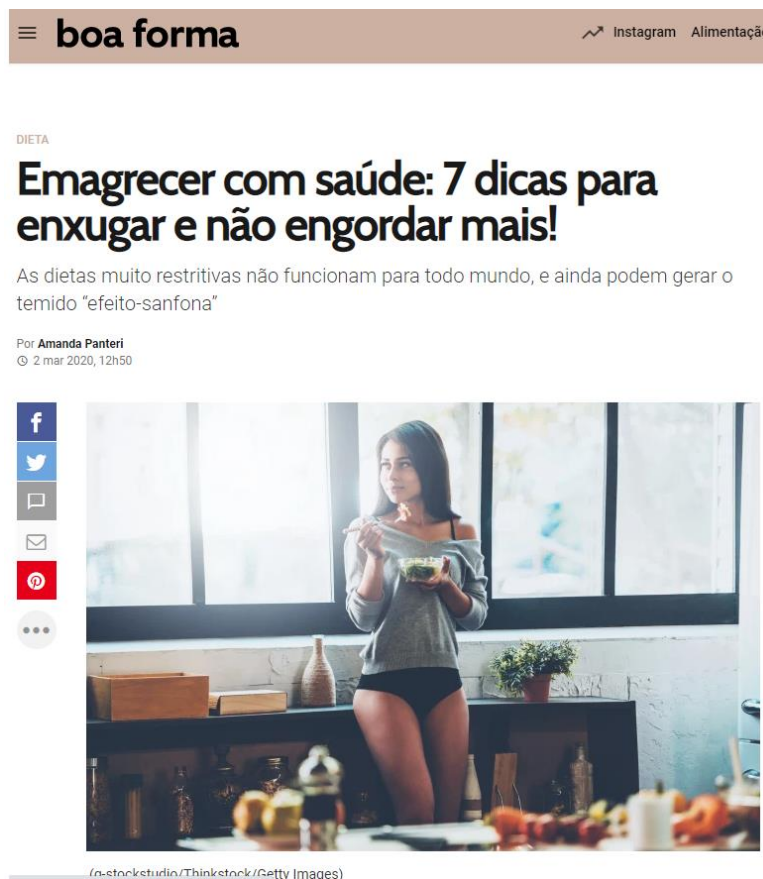 boa forma
Instagram Alimentação
DIETA
Emagrecer com saúde: 7 dicas para
enxugar e não engordar mais!
As dietas muito restritivas não funcionam para todo mundo, e ainda podem gerar o
temido “efeito-sanfona”
Por Amanda Panteri
2 mar 2020, 12h50
(g-stockstudio/Thinkstock/Getty Images)